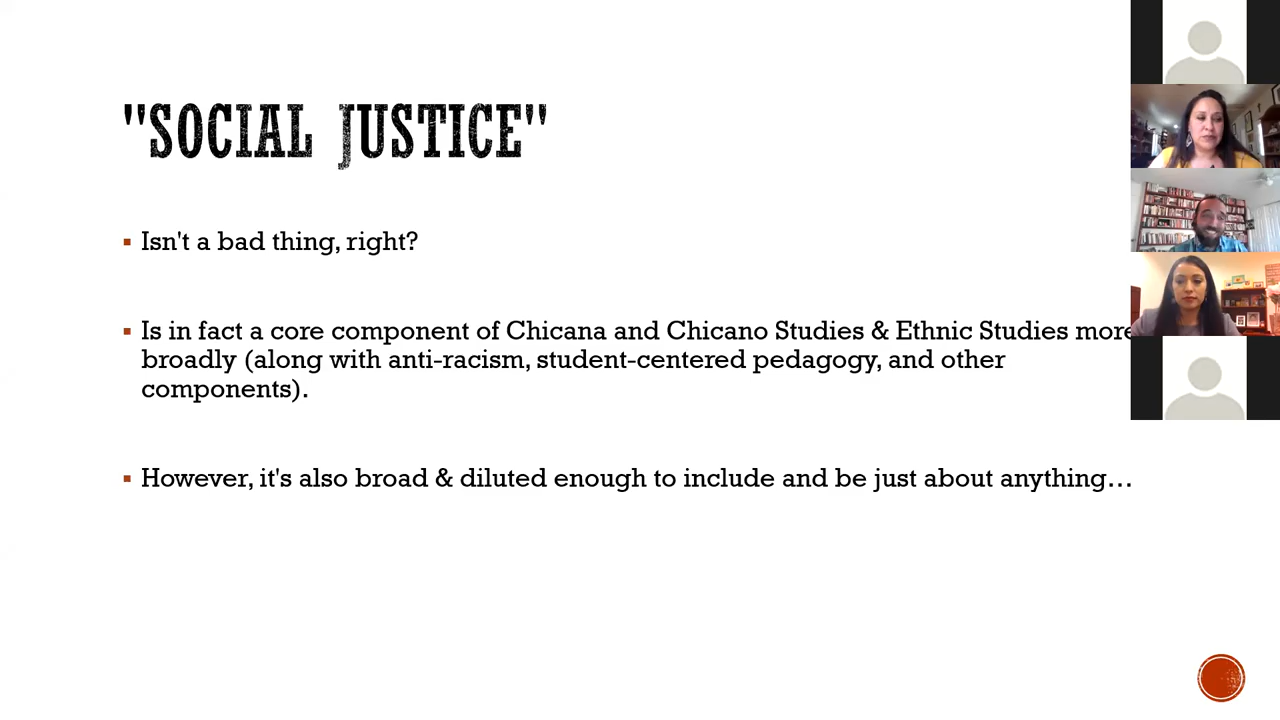 "SOCIAL JUSTICE"
Isn't a bad thing, right?
Is in fact a core component of Chicana and Chicano Studies & Ethnic Studies more
broadly (along with anti-racism, student-centered pedagogy, and other
components).
However, it's also broad & diluted enough to include and be just about anything…